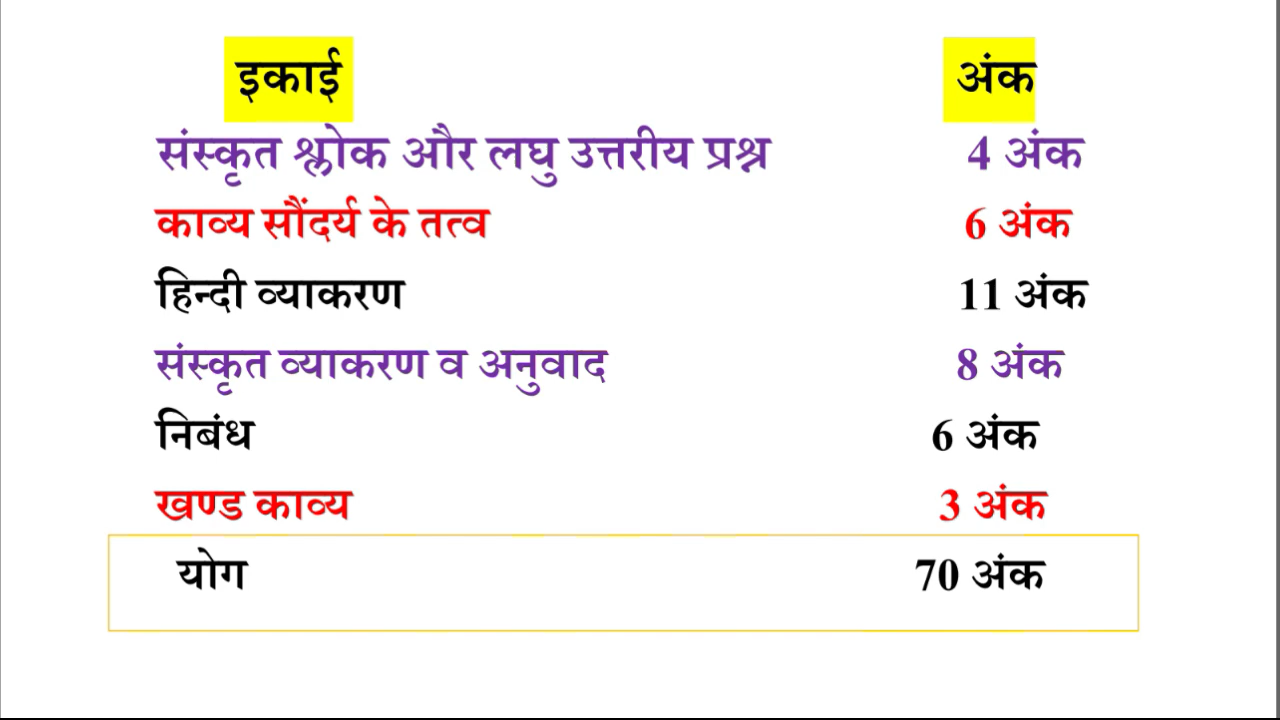 इकाई अंक
संस्कृत श्लोक और लघु उत्तरीय प्रश्न 4 अंक
काव्य सौंदर्य के तत्व 6 अंक
हिन्दी व्याकरण 11 अंक
संस्कृत व्याकरण व अनुवाद 8 अंक
निबंध 6 अंक
खण्ड काव्य 3 अंक
योग 70 अंक